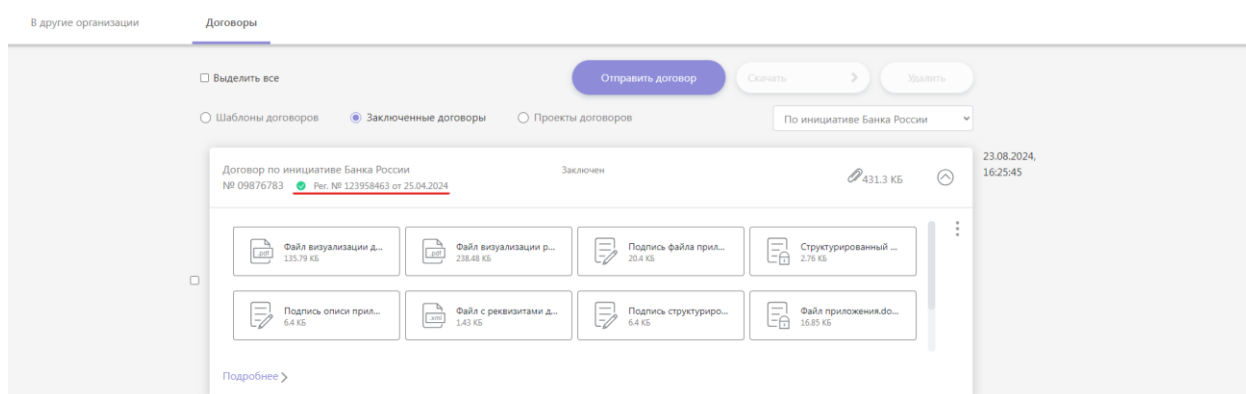 В другие организации
Договоры
Выделить все
Отправить договор
Скачать
Удалить
Шаблоны договоров
Заключенные договоры
Проекты договоров
По инициативе Банка России
23.08.2024,
16:25:45
Договор по инициативе Банка России
Заключен
№ 09876783 Рег. № 123958463 от 25.04.2024
431.3 КБ
Файл визуализации д...
135.79 КБ
Файл визуализации р...
238.48 КБ
Подпись файла прил...
20.4 КБ
Структурированный ...
2.76 КБ
Подпись описи прил...
6.4 КБ
Файл с реквизитами д...
1.43 КБ
Подпись структуриро...
6.4 КБ
Файл приложения.do...
16.85 КБ
.pdf
.pdf
.xml
Подробнее